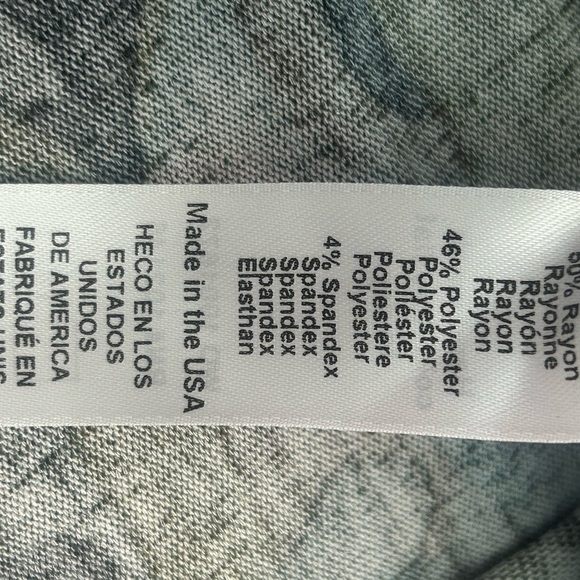 50% Rayon
Rayonne
Rayón
Rayon
Rayon
46% Polyester
Polyester
Poliéster
Poliestere
Polyester
4% Spandex
Spandex
Spandex
Spandex
Elasthan
Made in the USA
HECO EN LOS
ESTADOS
UNIDOS
DE AMERICA
FABRIQUÉ EN